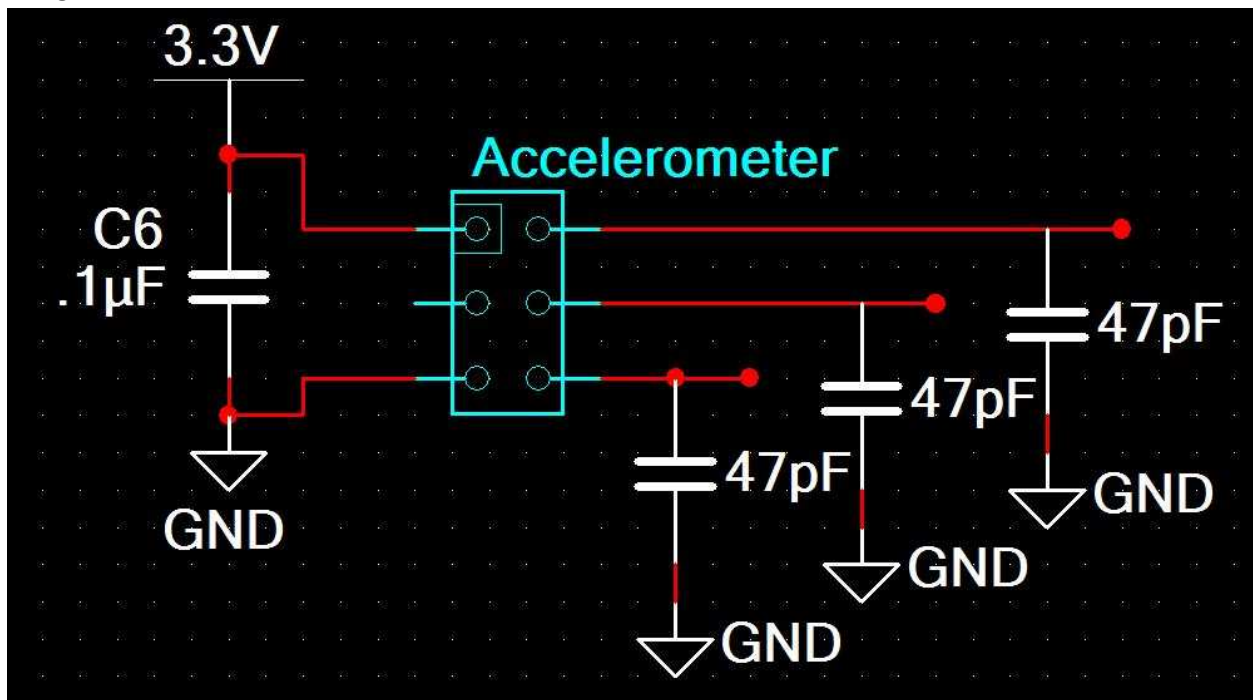 3.3V
Accelerometer
C6
.1µF
47pF
47pF
47pF
GND
GND
GND
GND